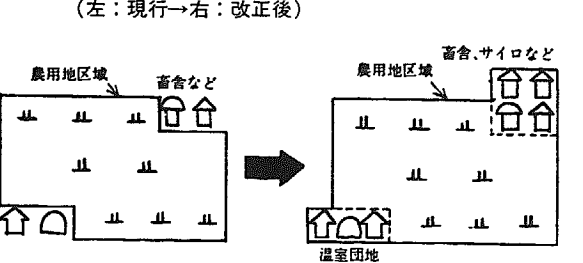 (左：現行→右：改正後)
農用地区域
畜舎など
農用地区域
畜舎、サイロなど
温室団地